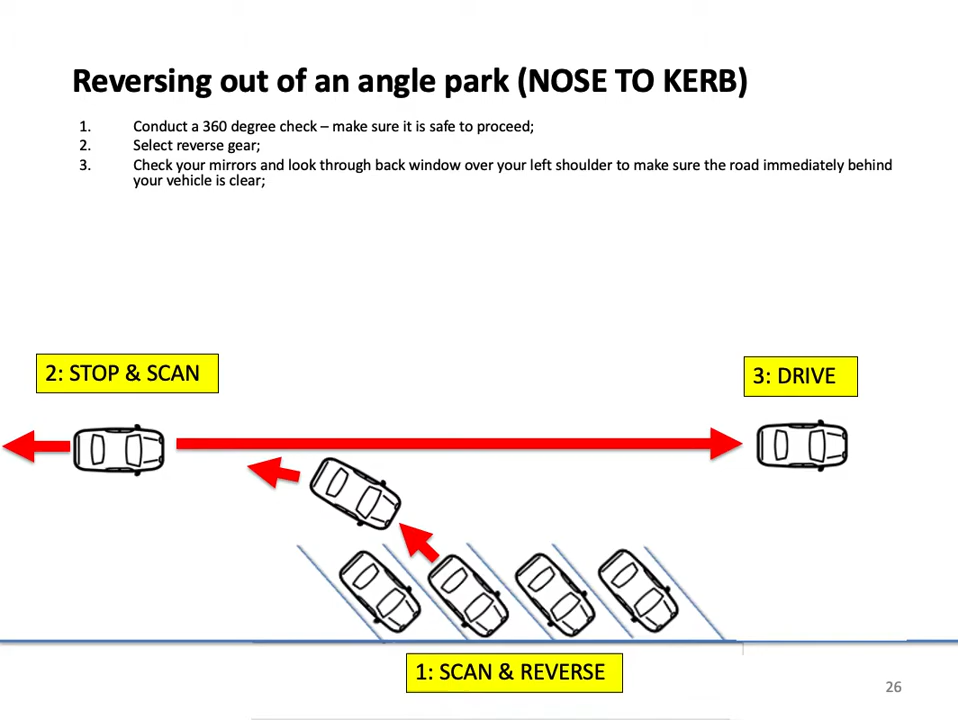 Reversing out of an angle park (NOSE TO KERB)
1. Conduct a 360 degree check – make sure it is safe to proceed;
2. Select reverse gear;
3. Check your mirrors and look through back window over your left shoulder to make sure the road immediately behind
your vehicle is clear;
2: STOP & SCAN
3: DRIVE
1: SCAN & REVERSE
26